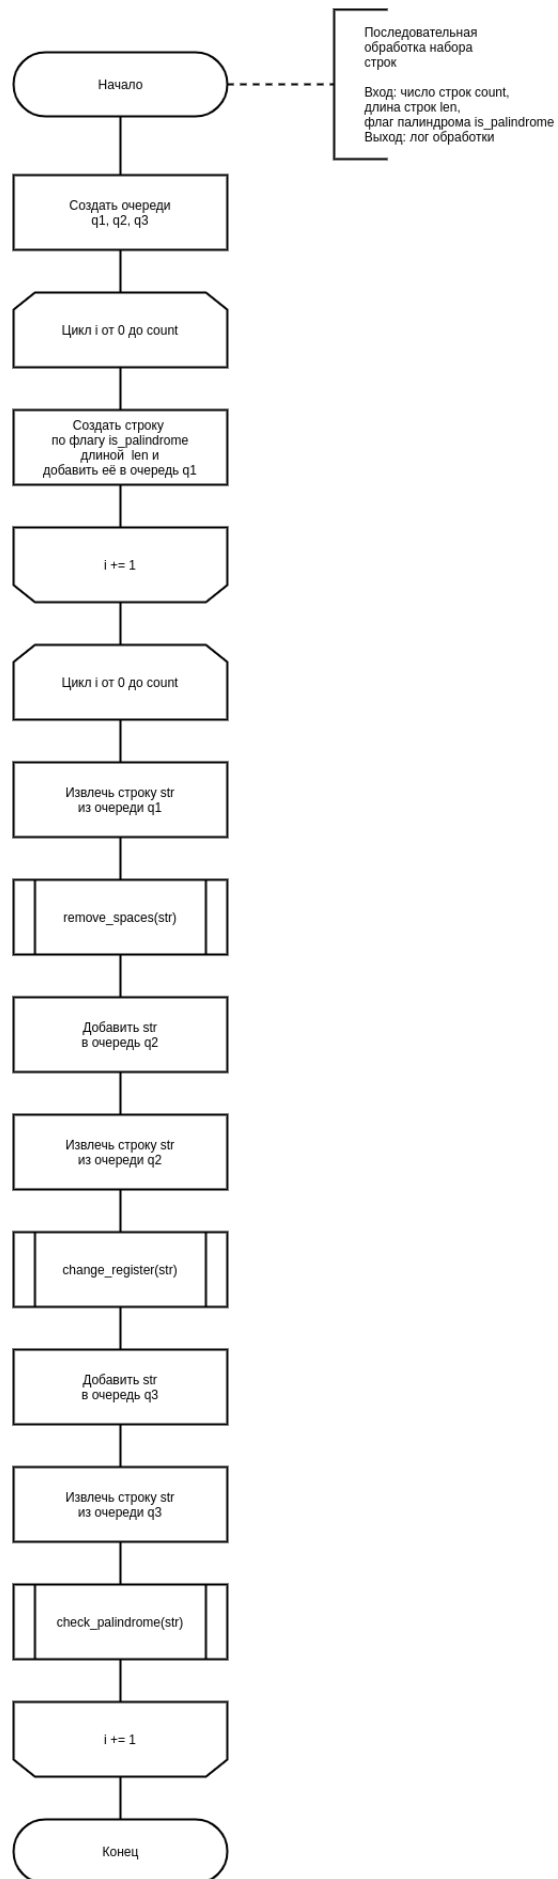 Начало
Последовательная
обработка набора
строк
Вход: число строк count,
длина строк len,
флаг палиндрома is_palindrome
Выход: лог обработки
Создать очереди
q1, q2, q3
Цикл i от 0 до count
Создать строку
по флагу is_palindrome
длиной len и
добавить её в очередь q1
i += 1
Цикл i от 0 до count
Извлечь строку str
из очереди q1
remove_spaces(str)
Добавить str
в очередь q2
Извлечь строку str
из очереди q2
change_register(str)
Добавить str
в очередь q3
Извлечь строку str
из очереди q3
check_palindrome(str)
i += 1
Конец